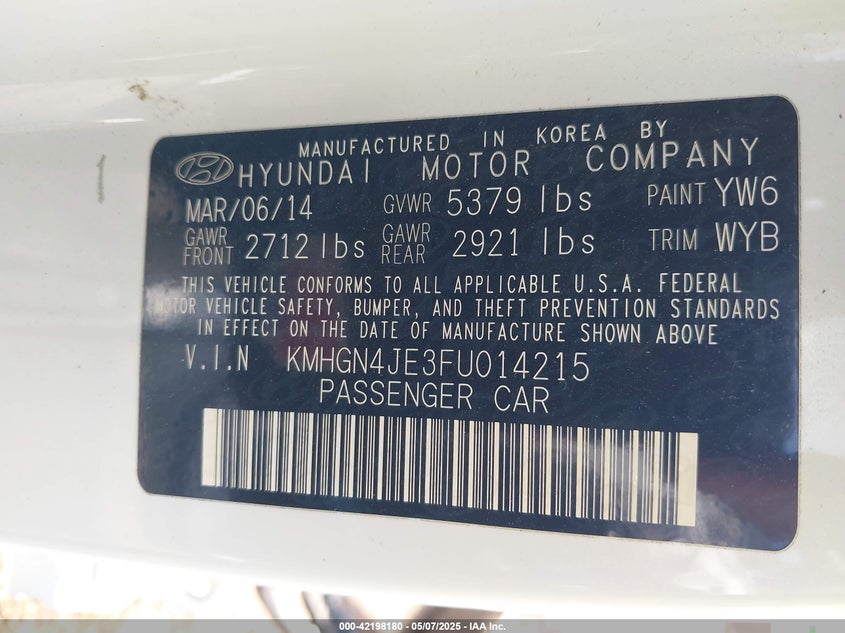 MANUFACTURED IN KOREA BY
HYUNDAI MOTOR COMPANY
MAR/06/14 GVWR 5379 lbs PAINT YW6
GAWR FRONT 2712 lbs GAWR REAR 2921 lbs TRIM WYB
THIS VEHICLE CONFORMS TO ALL APPLICABLE U.S.A. FEDERAL
MOTOR VEHICLE SAFETY, BUMPER, AND THEFT PREVENTION STANDARDS
IN EFFECT ON THE DATE OF MANUFACTURE SHOWN ABOVE
V.I.N KMHGN4JE3FU014215
PASSENGER CAR
000-42198180 - 05/07/2025 - IAA Inc.